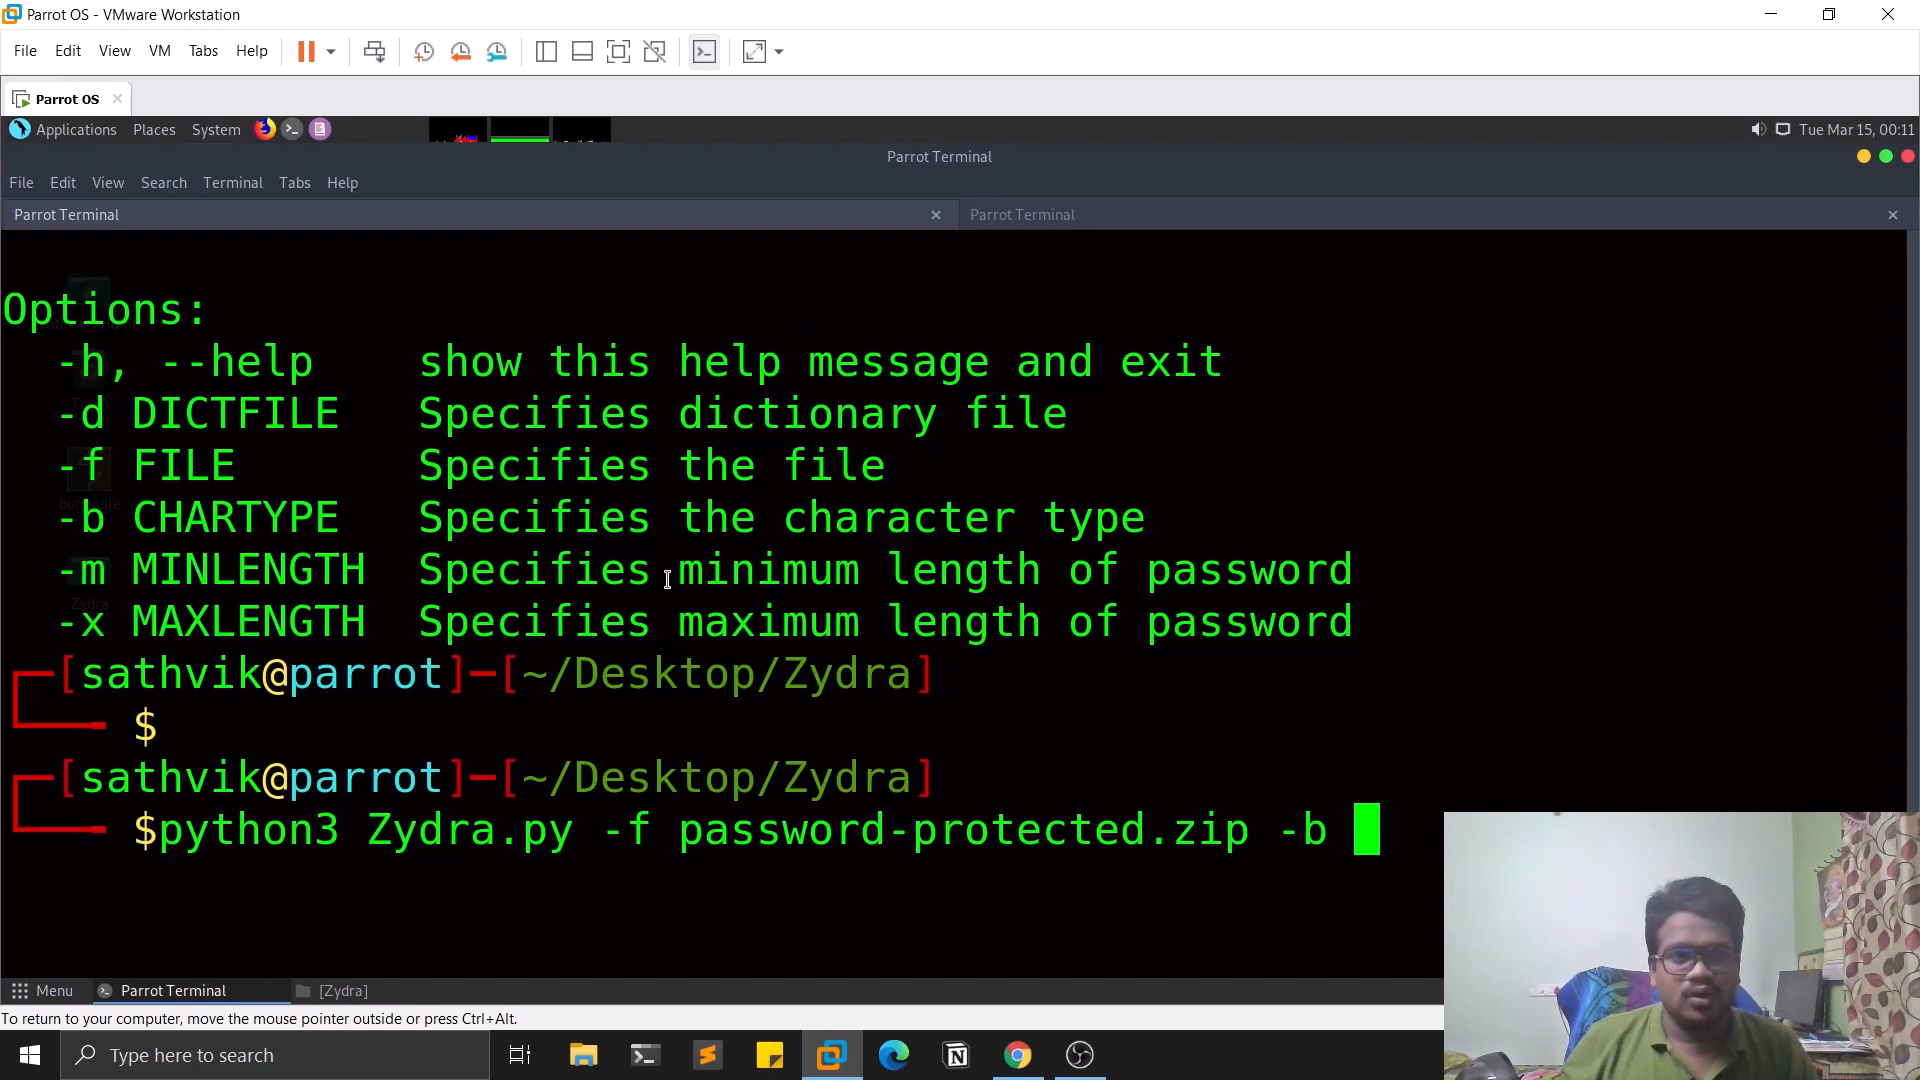 Parrot OS - VMware Workstation
File Edit View VM Tabs Help
Parrot OS
Applications Places System
Tue Mar 15, 00:11
Parrot Terminal
File Edit View Search Terminal Tabs Help
Parrot Terminal
Parrot Terminal
Options:
-h, --help show this help message and exit
-d DICTFILE Specifies dictionary file
-f FILE Specifies the file
-b CHARTYPE Specifies the character type
-m MINLENGTH Specifies minimum length of password
-x MAXLENGTH Specifies maximum length of password
[sathvik@parrot]─[~/Desktop/Zydra]
$
[sathvik@parrot]─[~/Desktop/Zydra]
$python3 Zydra.py -f password-protected.zip -b
Zydra
Menu Parrot Terminal [Zydra]
To return to your computer, move the mouse pointer outside or press Ctrl+Alt.
Type here to search